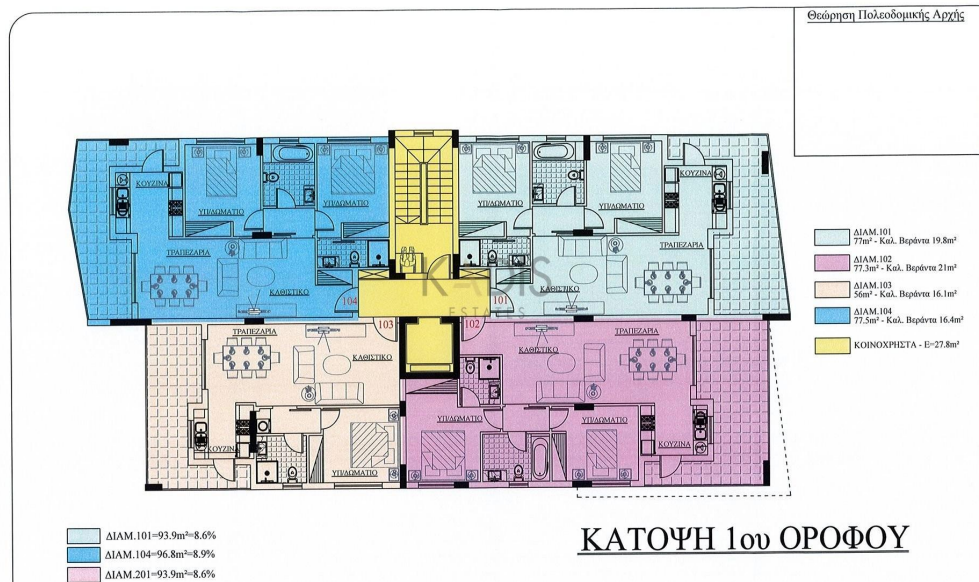 Θεώρηση Πολεοδομικής Αρχής
ΚΟΥΖΙΝΑ
ΥΠ/ΔΩΜΑΤΙΟ
ΥΠ/ΔΩΜΑΤΙΟ
ΥΠ/ΔΩΜΑΤΙΟ
ΥΠ/ΔΩΜΑΤΙΟ
ΚΟΥΖΙΝΑ
ΤΡΑΠΕΖΑΡΙΑ
ΤΡΑΠΕΖΑΡΙΑ
ΚΑΘΙΣΤΙΚΟ
ΚΑΘΙΣΤΙΚΟ
104
101
KADIS
ESTATES
103
102
ΤΡΑΠΕΖΑΡΙΑ
ΤΡΑΠΕΖΑΡΙΑ
ΚΑΘΙΣΤΙΚΟ
ΚΑΘΙΣΤΙΚΟ
ΥΠ/ΔΩΜΑΤΙΟ
ΥΠ/ΔΩΜΑΤΙΟ
ΚΟΥΖΙΝΑ
ΚΟΥΖΙΝΑ
ΥΠ/ΔΩΜΑΤΙΟ
ΔΙΑΜ.101
77m² - Καλ. Βεράντα 19.8m²
ΔΙΑΜ.102
77.3m² - Καλ. Βεράντα 21m²
ΔΙΑΜ.103
56m² - Καλ. Βεράντα 16.1m²
ΔΙΑΜ.104
77.5m² - Καλ. Βεράντα 16.4m²
ΚΟΙΝΟΧΡΗΣΤΑ - Ε=27.8m²
ΚΑΤΟΨΗ 1ου ΟΡΟΦΟΥ
ΔΙΑΜ.101=93.9m²=8.6%
ΔΙΑΜ.104=96.8m²=8.9%
ΔΙΑΜ.201=93.9m²=8.6%